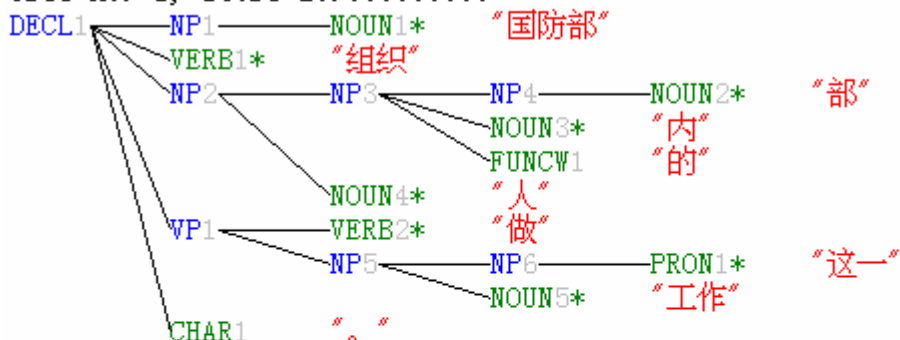 DECL1 NP1 NOUN1* "国防部"
VERB1* "组织"
NP2 NP3 NP4 NOUN2* "部"
NOUN3* "内"
FUNCW1 "的"
NOUN4* "人"
VP1 VERB2* "做"
NP5 NP6 PRON1* "这一"
NOUN5* "工作"
CHAR1 "。"